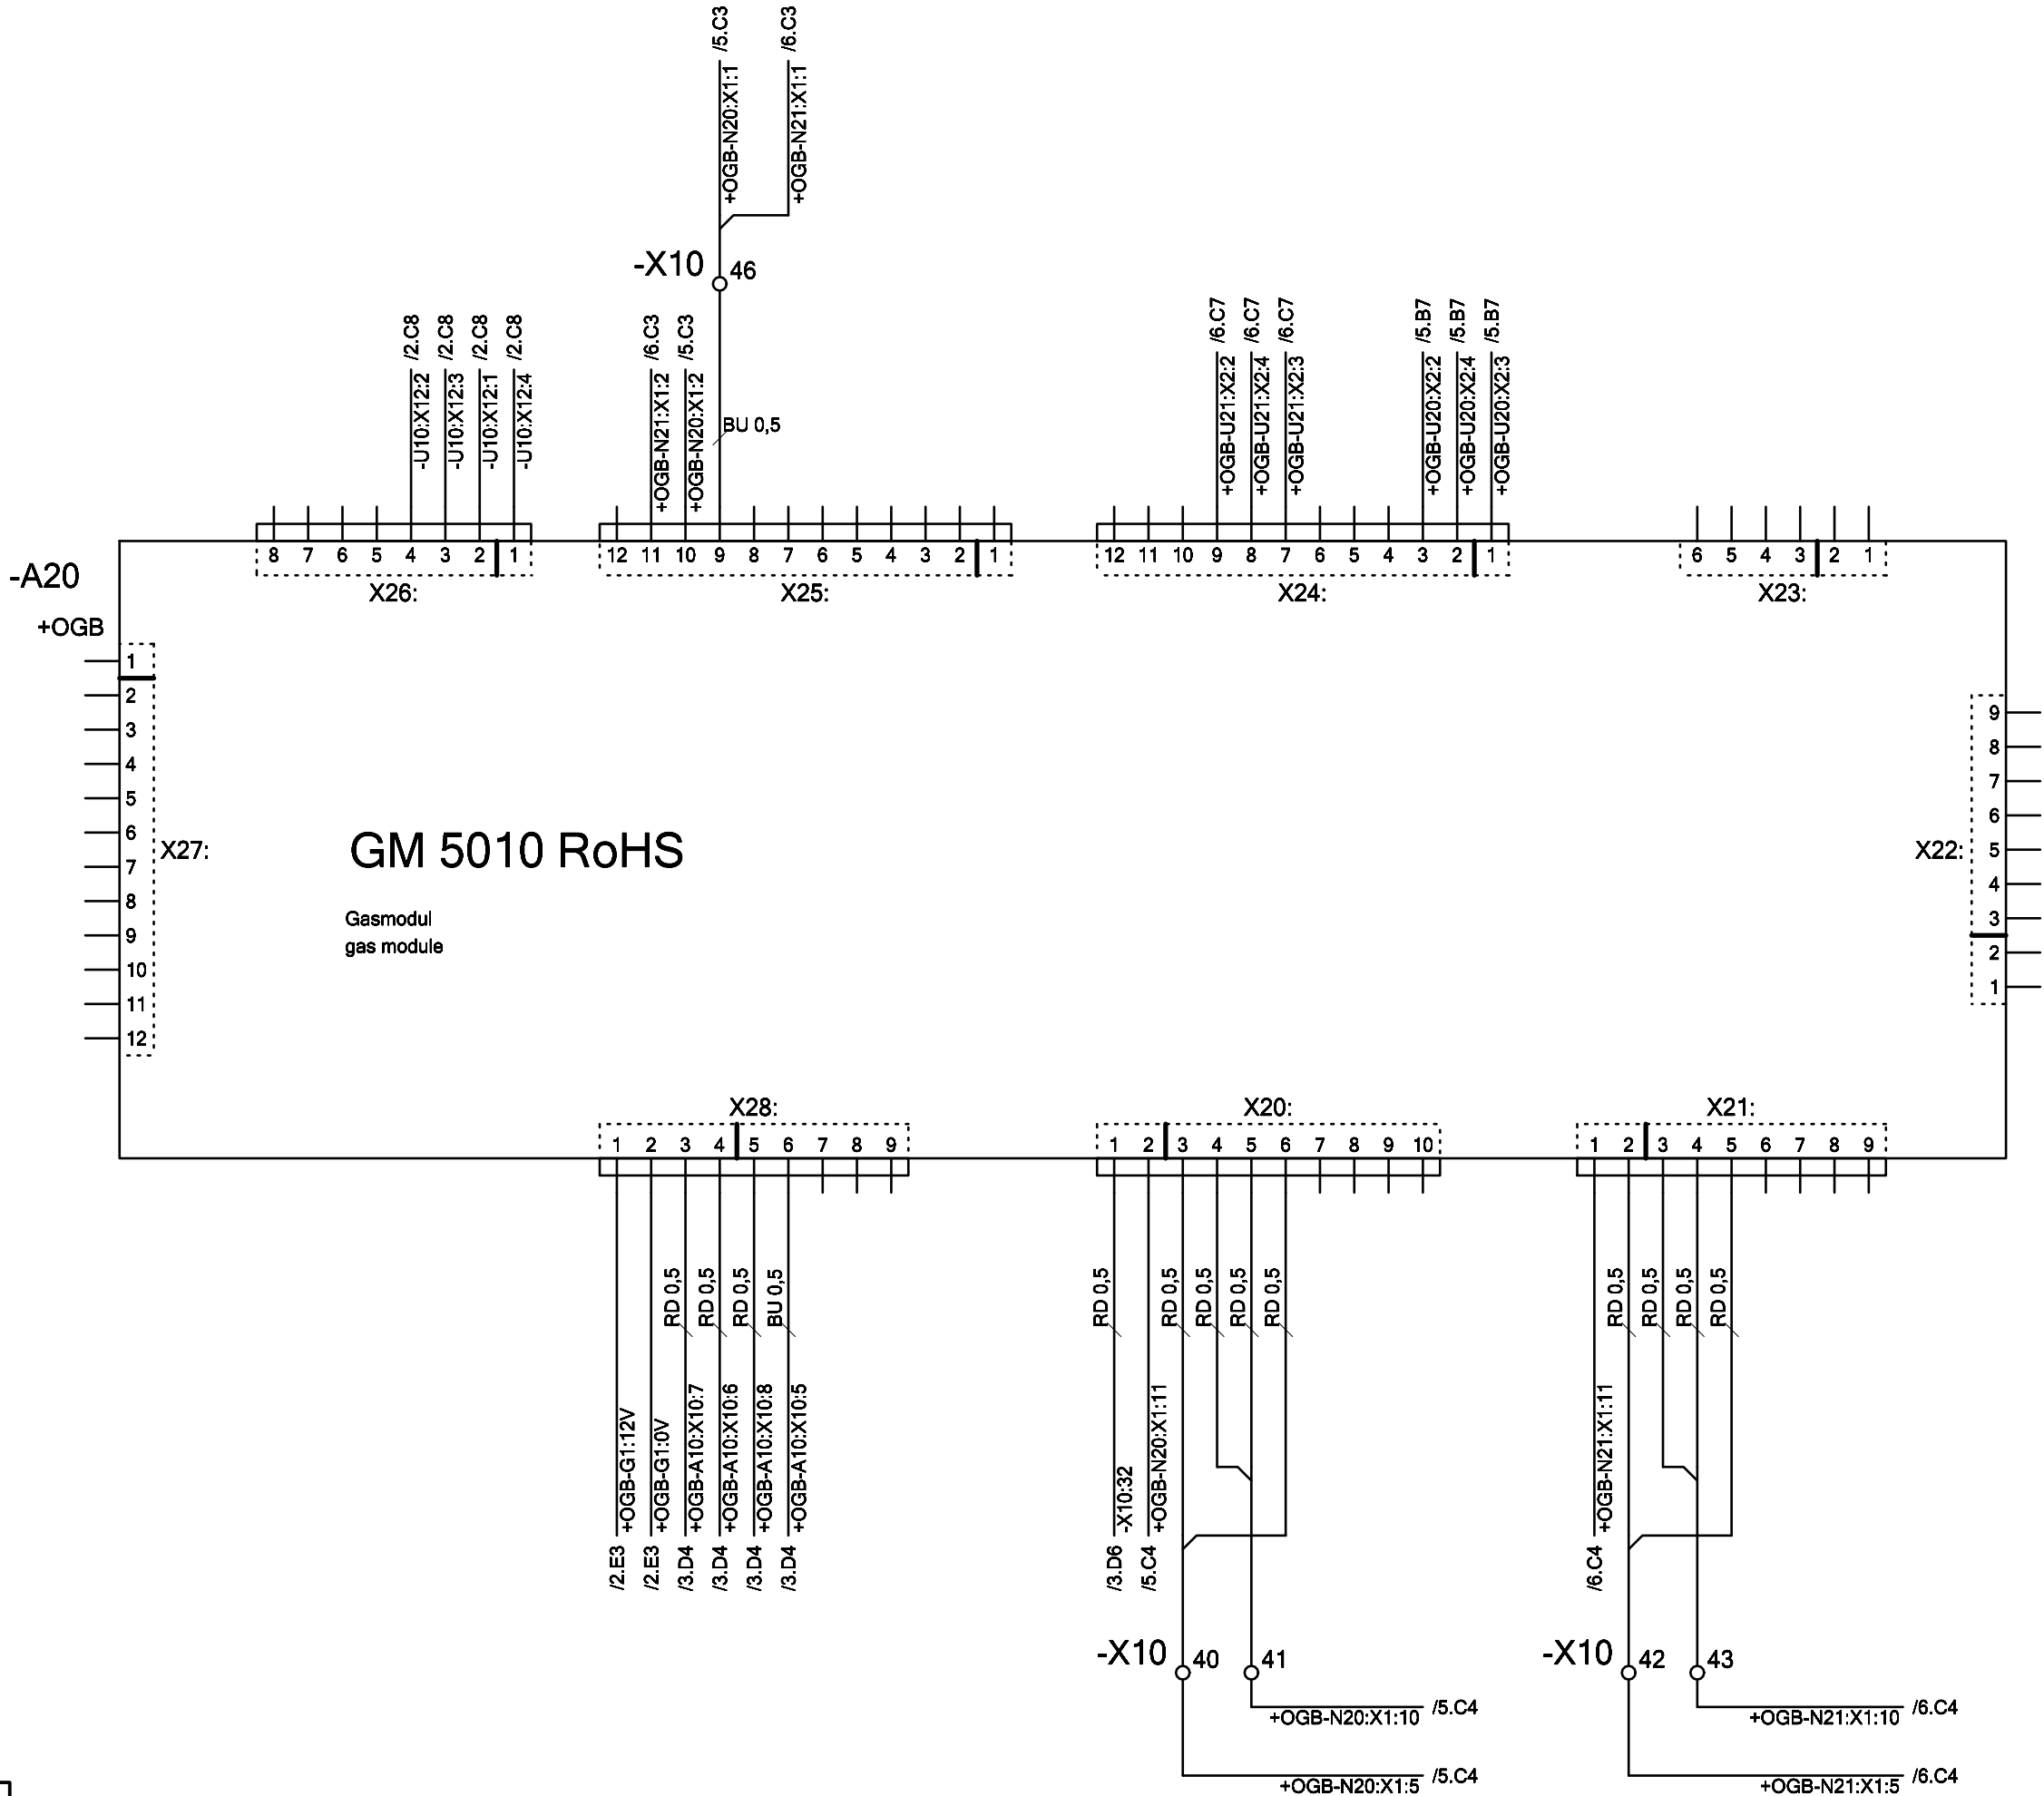 /5.C3
/6.C3
+OGB-N20:X1:1
+OGB-N21:X1:1
-X10
46
/2.C8
/2.C8
/2.C8
/2.C8
-U10:X12:2
-U10:X12:3
-U10:X12:1
-U10:X12:4
/6.C3
/5.C3
+OGB-N21:X1:2
+OGB-N20:X1:2
BU 0,5
/6.C7
/6.C7
/6.C7
+OGB-U21:X2:2
+OGB-U21:X2:4
+OGB-U21:X2:3
/5.B7
/5.B7
/5.B7
+OGB-U20:X2:2
+OGB-U20:X2:4
+OGB-U20:X2:3
8 7 6 5 4 3 2 1
X26:
12 11 10 9 8 7 6 5 4 3 2 1
X25:
12 11 10 9 8 7 6 5 4 3 2 1
X24:
6 5 4 3 2 1
X23:
-A20
+OGB
1
2
3
4
5
6
7
8
9
10
11
12
X27:
GM 5010 RoHS
Gasmodul
gas module
X22:
9
8
7
6
5
4
3
2
1
X28:
1 2 3 4 5 6 7 8 9
X20:
1 2 3 4 5 6 7 8 9 10
X21:
1 2 3 4 5 6 7 8 9
RD 0,5
RD 0,5
RD 0,5
BU 0,5
+OGB-G1:12V
+OGB-G1:0V
+OGB-A10:X10:7
+OGB-A10:X10:6
+OGB-A10:X10:8
+OGB-A10:X10:5
/2.E3
/2.E3
/3.D4
/3.D4
/3.D4
/3.D4
RD 0,5
RD 0,5
RD 0,5
RD 0,5
RD 0,5
-X10:32
+OGB-N20:X1:11
/3.D6
/5.C4
-X10
40
41
+OGB-N20:X1:10
/5.C4
+OGB-N20:X1:5
/5.C4
RD 0,5
RD 0,5
RD 0,5
RD 0,5
+OGB-N21:X1:11
/6.C4
-X10
42
43
+OGB-N21:X1:10
/6.C4
+OGB-N21:X1:5
/6.C4